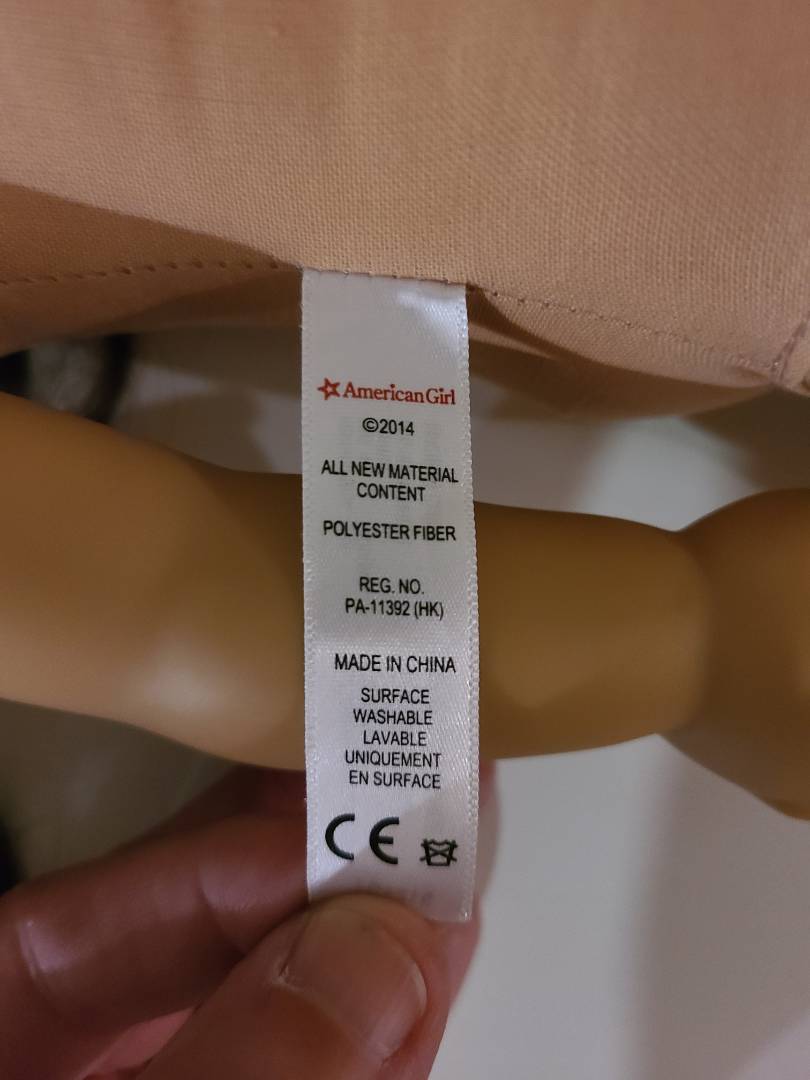 American Girl
©2014
ALL NEW MATERIAL
CONTENT
POLYESTER FIBER
REG. NO.
PA-11392 (HK)
MADE IN CHINA
SURFACE
WASHABLE
LAVABLE
UNIQUEMENT
EN SURFACE
CE